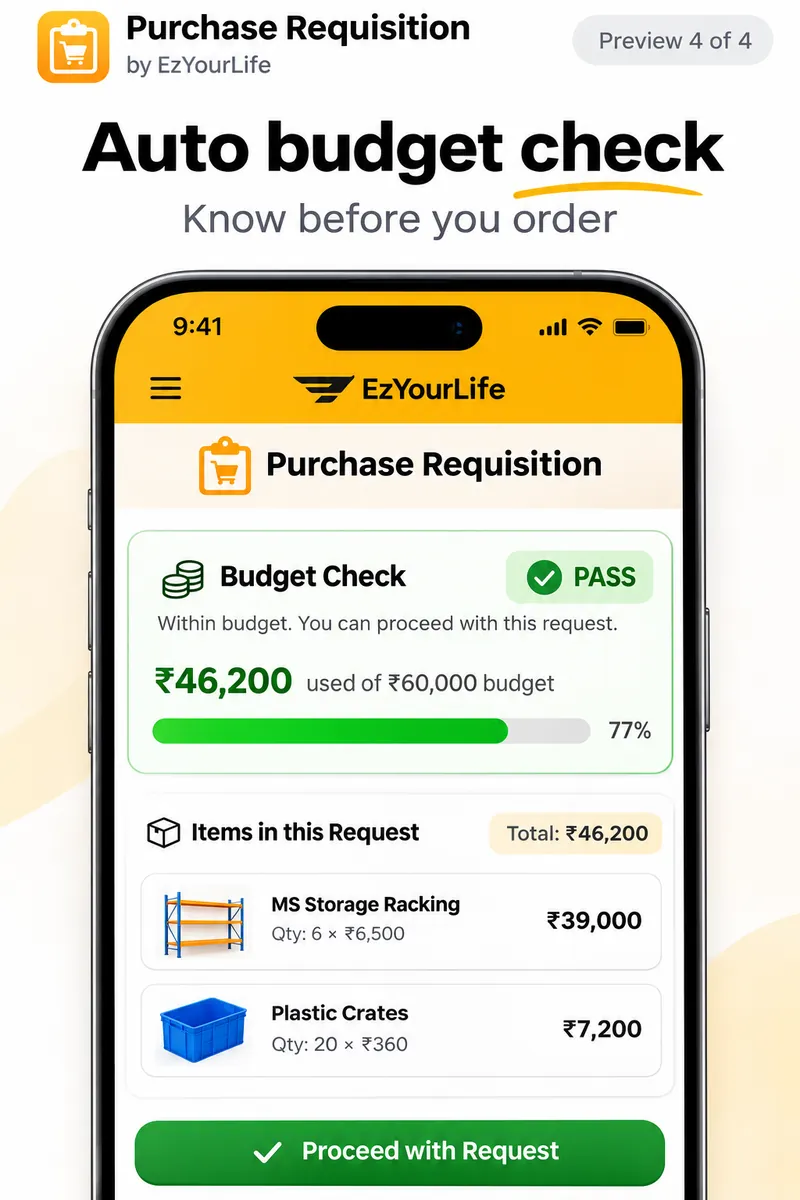 Purchase Requisition
by EzYourLife
Preview 4 of 4
Auto budget check
Know before you order
9:41
EzYourLife
Purchase Requisition
Budget Check
PASS
Within budget. You can proceed with this request.
₹46,200 used of ₹60,000 budget
77%
Items in this Request
Total: ₹46,200
MS Storage Racking
Qty: 6 × ₹6,500
₹39,000
Plastic Crates
Qty: 20 × ₹360
₹7,200
Proceed with Request